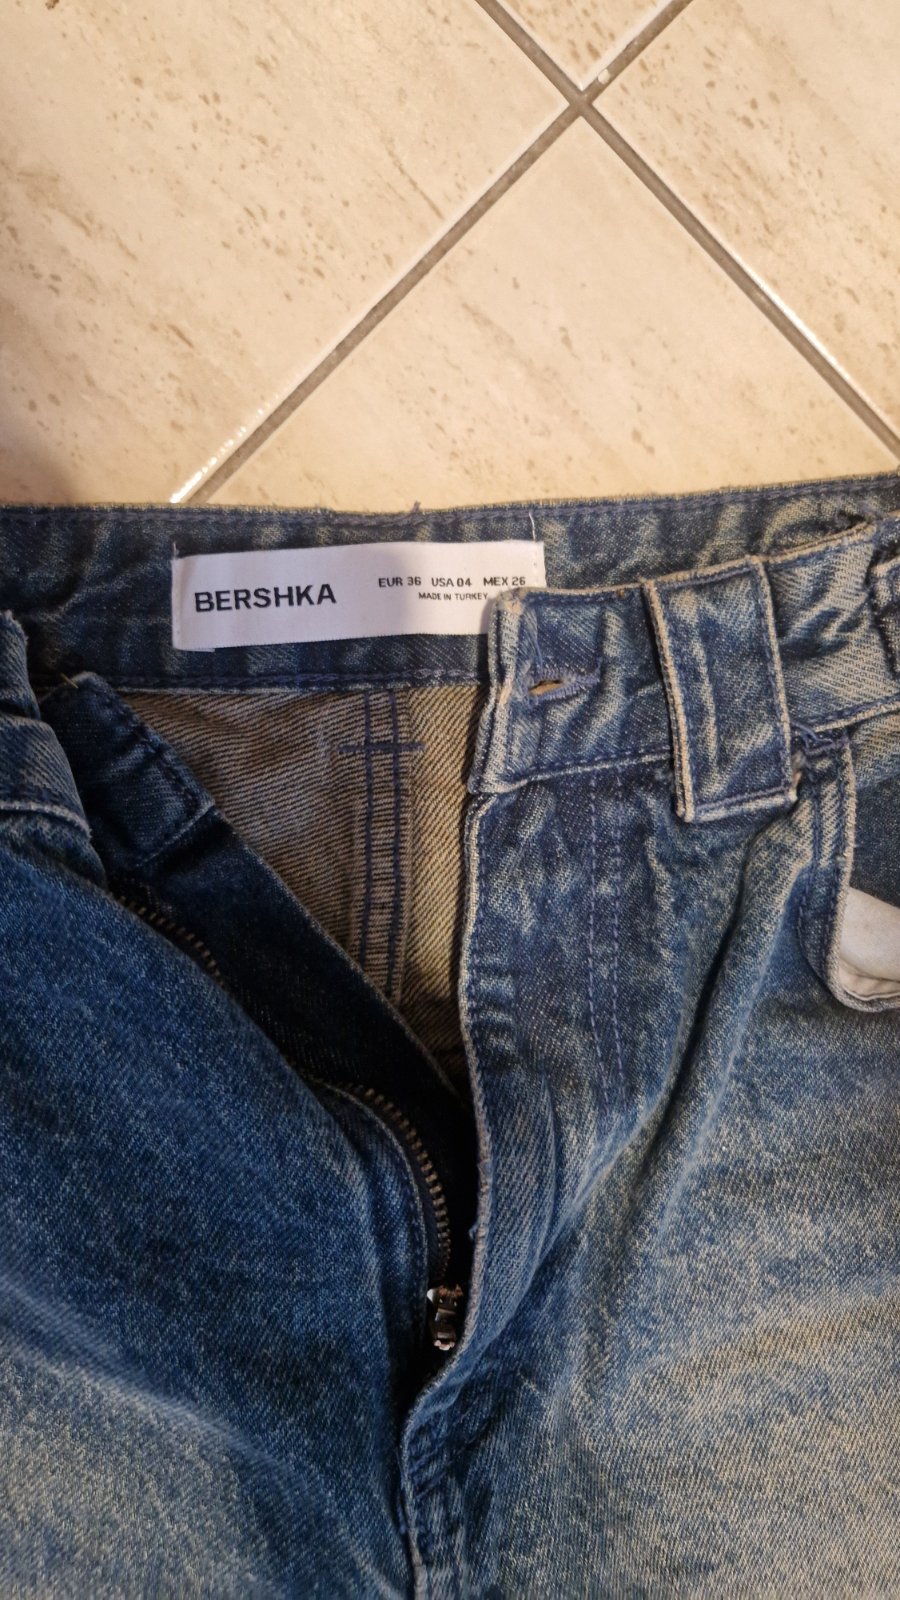 BERSHKA
EUR 36 USA 04 MEX 26
MADE IN TURKEY